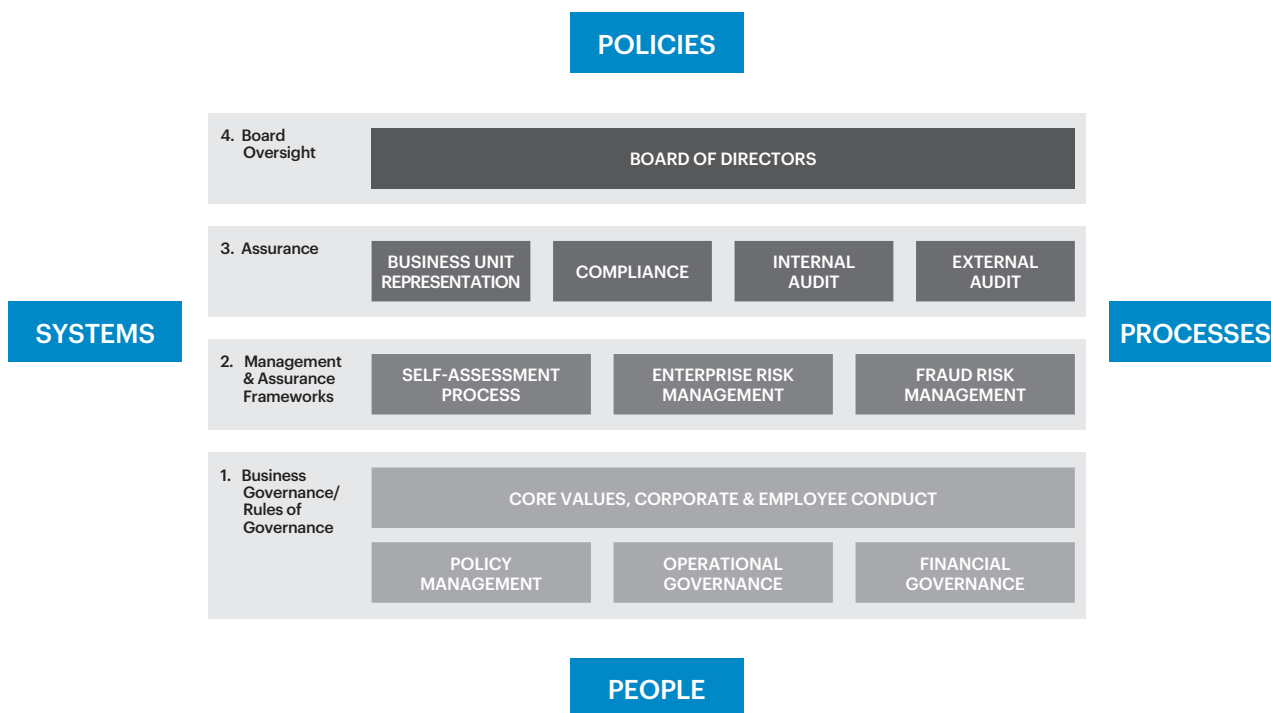 POLICIES
4. Board
Oversight
BOARD OF DIRECTORS
3. Assurance
BUSINESS UNIT
REPRESENTATION
COMPLIANCE
INTERNAL
AUDIT
EXTERNAL
AUDIT
SYSTEMS
PROCESSES
2. Management
& Assurance
Frameworks
SELF-ASSESSMENT
PROCESS
ENTERPRISE RISK
MANAGEMENT
FRAUD RISK
MANAGEMENT
1. Business
Governance/
Rules of
Governance
CORE VALUES, CORPORATE & EMPLOYEE CONDUCT
POLICY
MANAGEMENT
OPERATIONAL
GOVERNANCE
FINANCIAL
GOVERNANCE
PEOPLE